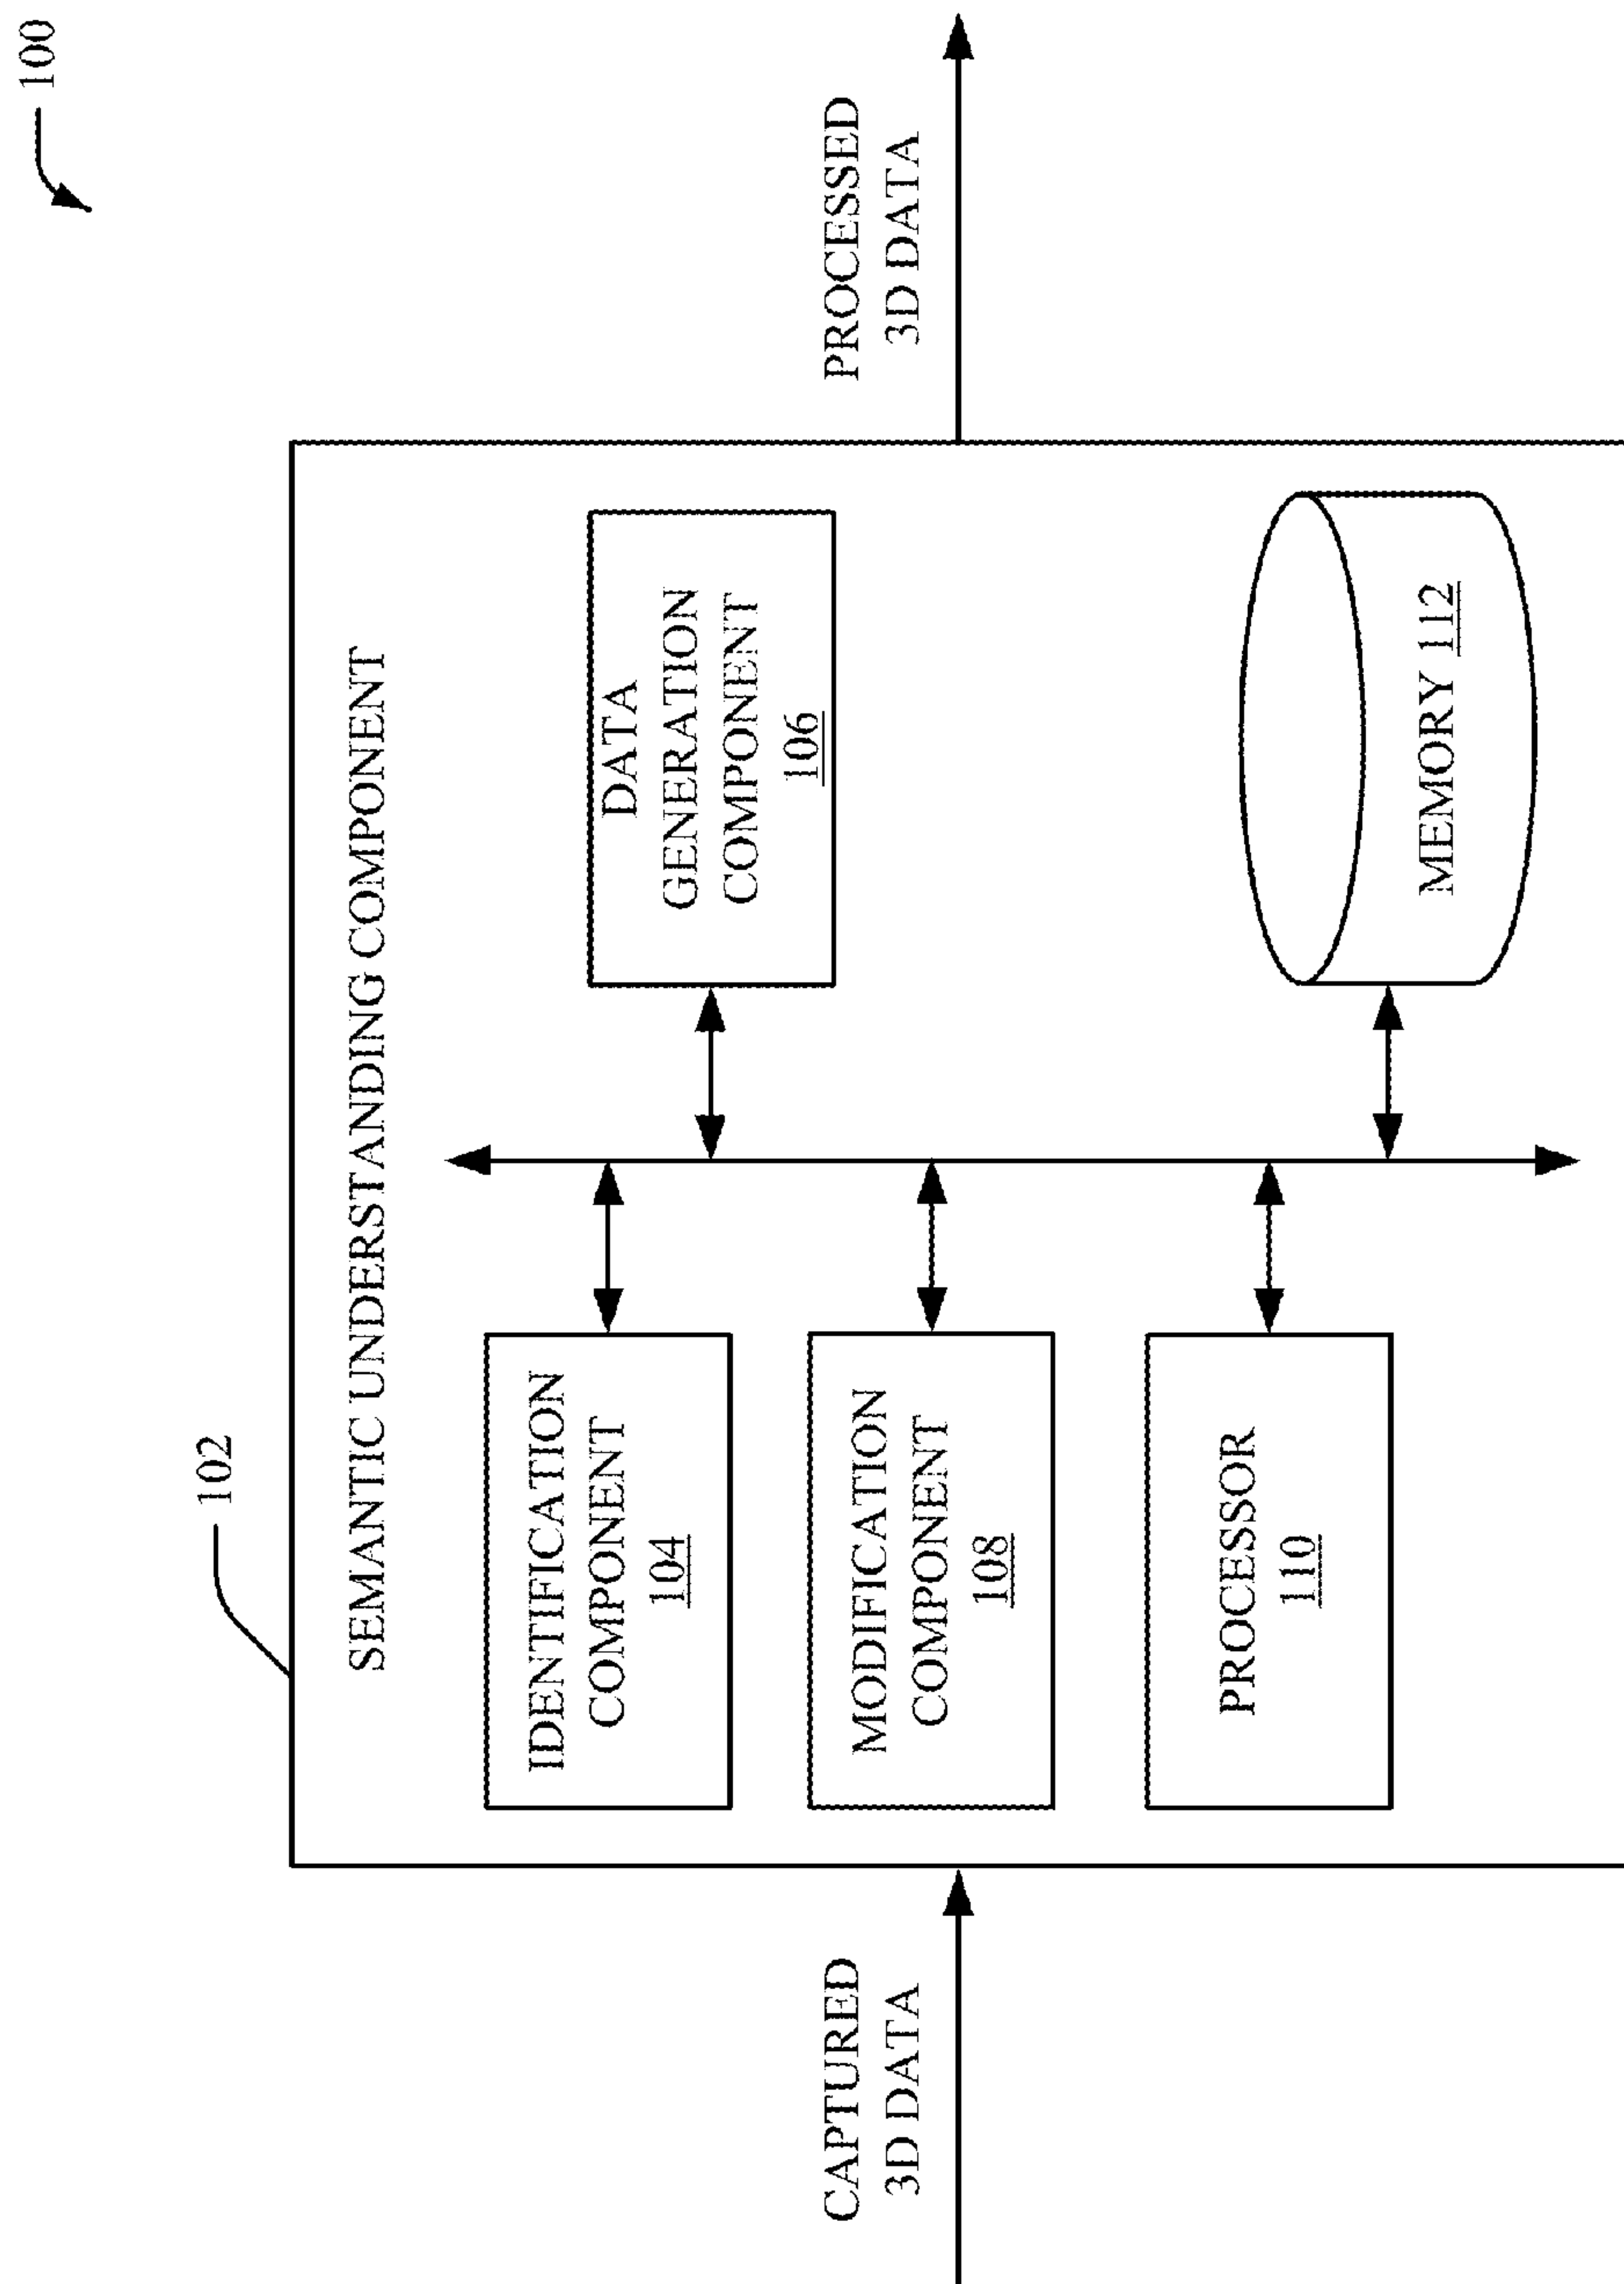 100
102
SEMANTIC UNDERSTANDING COMPONENT
IDENTIFICATION
COMPONENT
104
DATA
GENERATION
COMPONENT
106
CAPTURED
3D DATA
MODIFICATION
COMPONENT
108
PROCESSED
3D DATA
PROCESSOR
110
MEMORY 112